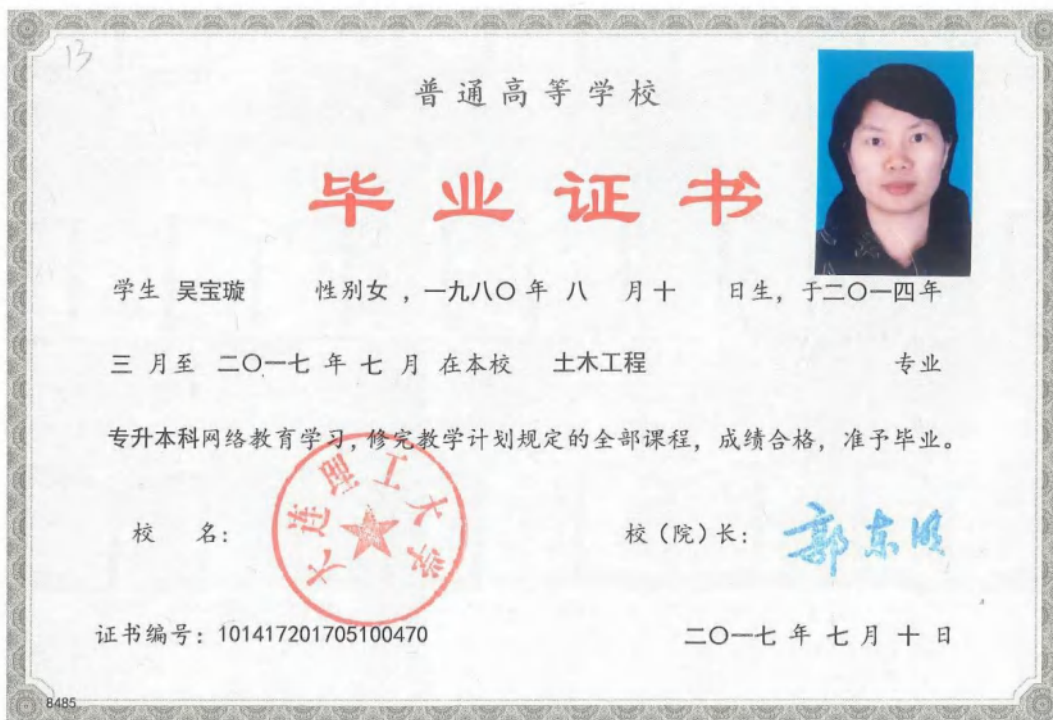 13
普通高等学校
毕业证书
学生 吴宝璇 性别女 ，一九八〇 年 八 月十 日生，于二〇一四年
三 月至 二〇一七 年 七 月 在本校 土木工程 专业
专升本科网络教育学习，修完教学计划规定的全部课程，成绩合格，准予毕业。
大连理工大学
校 名：
校（院）长： 郭东明
证书编号：101417201705100470
二〇一七 年 七 月 十 日
8485